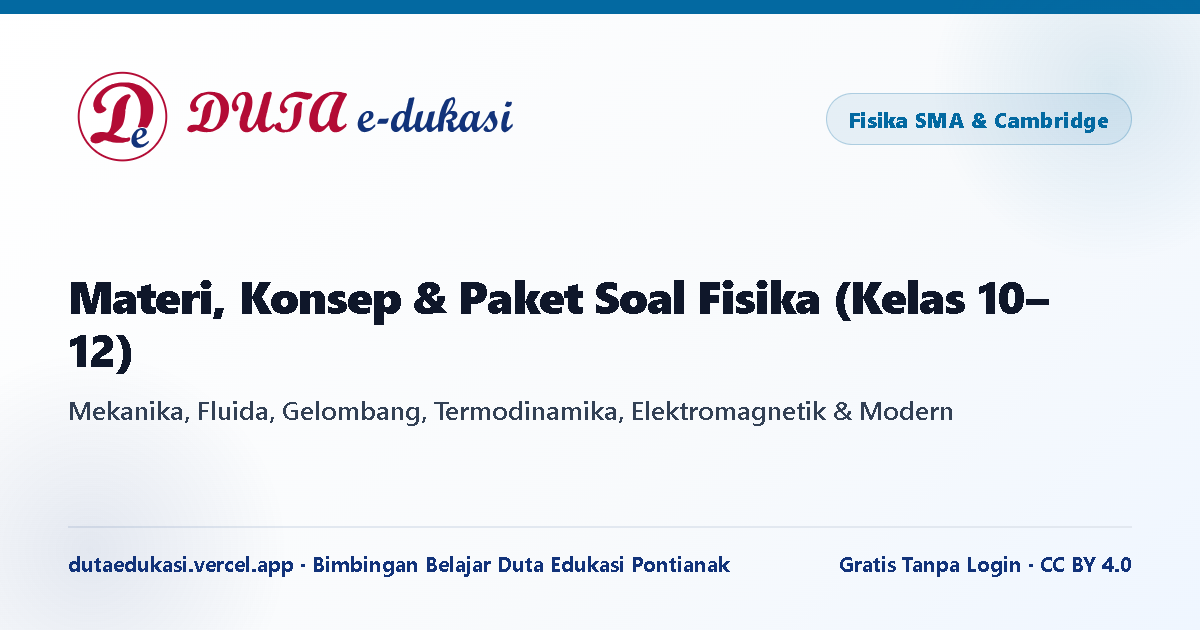 De
DUTA e-dukasi
Fisika SMA & Cambridge
Materi, Konsep & Paket Soal Fisika (Kelas 10–
12)
Mekanika, Fluida, Gelombang, Termodinamika, Elektromagnetik & Modern
dutaedukasi.vercel.app · Bimbingan Belajar Duta Edukasi Pontianak
Gratis Tanpa Login · CC BY 4.0